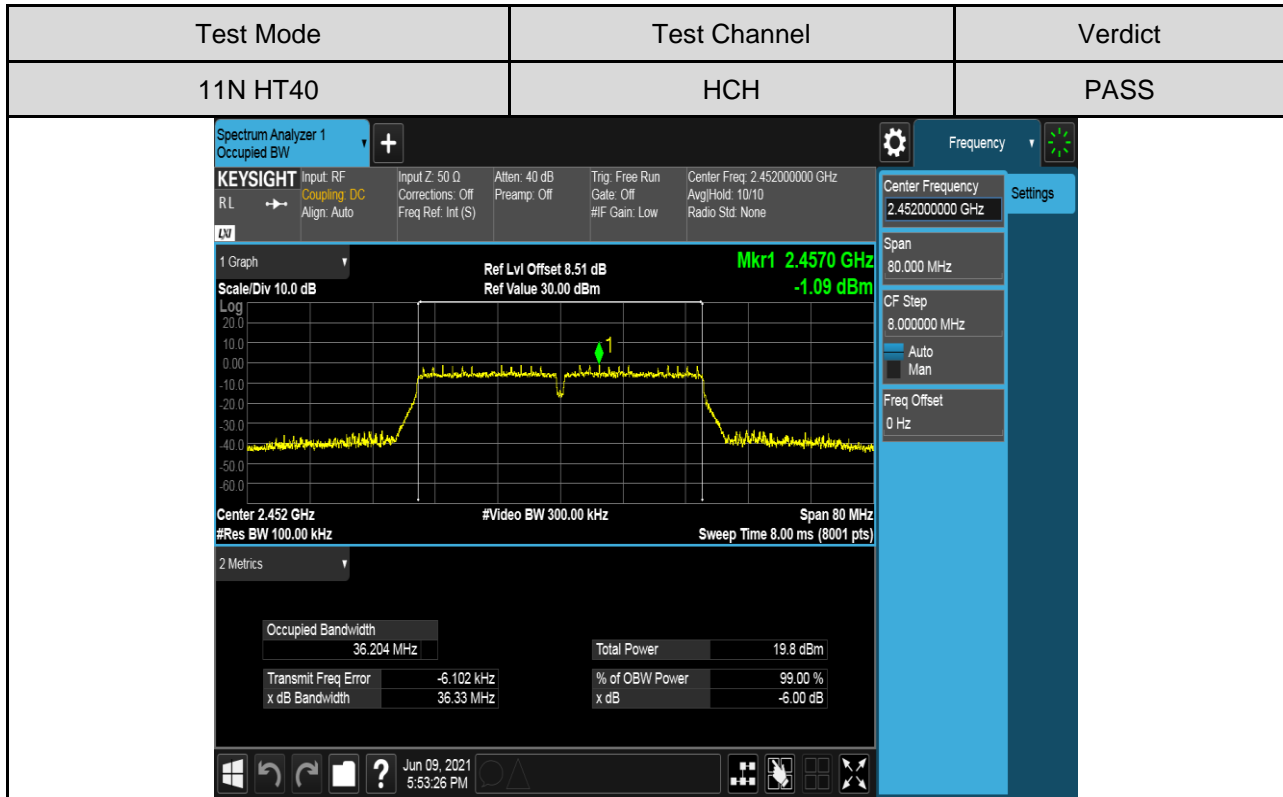 Test Mode Test Channel Verdict
11N HT40 HCH PASS
Spectrum Analyzer 1
Occupied BW
+
Frequency
KEYSIGHT
RL
LXI
Input: RF
Coupling: DC
Align: Auto
Input Z: 50 Ω
Corrections: Off
Freq Ref: Int (S)
Atten: 40 dB
Preamp: Off
Trig: Free Run
Gate: Off
#IF Gain: Low
Center Freq: 2.452000000 GHz
Avg|Hold: 10/10
Radio Std: None
Center Frequency
2.452000000 GHz
Settings
Span
80.000 MHz
CF Step
8.000000 MHz
Auto
Man
Freq Offset
0 Hz
1 Graph
Scale/Div 10.0 dB
Ref Lvl Offset 8.51 dB
Ref Value 30.00 dBm
Mkr1 2.4570 GHz
-1.09 dBm
Log
20.0
10.0
0.00
-10.0
-20.0
-30.0
-40.0
-50.0
-60.0
1
Center 2.452 GHz
#Res BW 100.00 kHz
#Video BW 300.00 kHz
Span 80 MHz
Sweep Time 8.00 ms (8001 pts)
2 Metrics
Occupied Bandwidth
36.204 MHz
Total Power 19.8 dBm
Transmit Freq Error -6.102 kHz
% of OBW Power 99.00 %
x dB Bandwidth 36.33 MHz
x dB -6.00 dB
?
Jun 09, 2021
5:53:26 PM